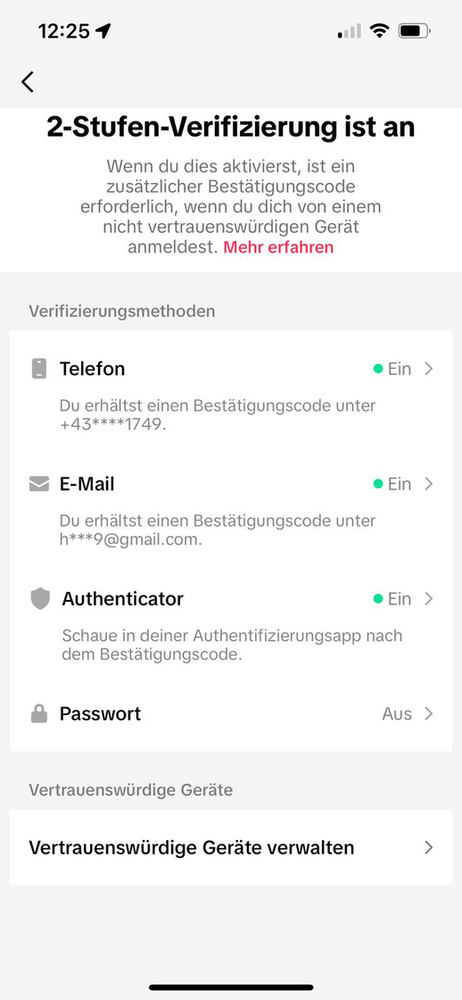 12:25
2-Stufen-Verifizierung ist an
Wenn du dies aktivierst, ist ein
zusätzlicher Bestätigungscode
erforderlich, wenn du dich von einem
nicht vertrauenswürdigen Gerät
anmeldest. Mehr erfahren
Verifizierungsmethoden
Telefon Ein
Du erhältst einen Bestätigungscode unter
+43****1749.
E-Mail Ein
Du erhältst einen Bestätigungscode unter
h***9@gmail.com.
Authenticator Ein
Schaue in deiner Authentifizierungsapp nach
dem Bestätigungscode.
Passwort Aus
Vertrauenswürdige Geräte
Vertrauenswürdige Geräte verwalten